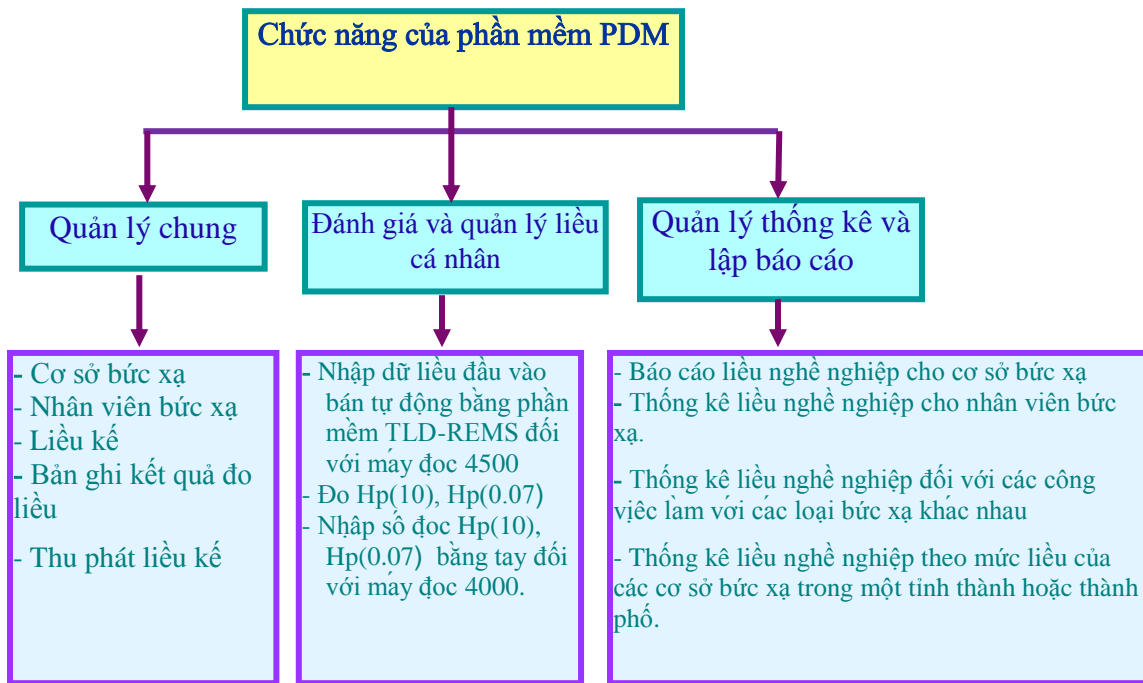 Chức năng của phần mềm PDM
Quản lý chung
Đánh giá và quản lý liều
cá nhân
Quản lý thống kê và
lập báo cáo
- Cơ sở bức xạ
- Nhân viên bức xạ
- Liều kế
- Bản ghi kết quả đo
liều
- Thu phát liều kế
- Nhập dữ liều đầu vào
bán tự động bằng phần
mềm TLD-REMS đối
với máy đọc 4500
- Đo Hp(10), Hp(0.07)
- Nhập số đọc Hp(10),
Hp(0.07) bằng tay đối
với máy đọc 4000.
- Báo cáo liều nghề nghiệp cho cơ sở bức xạ
- Thống kê liều nghề nghiệp cho nhân viên bức
xạ.
- Thống kê liều nghề nghiệp đối với các công
việc làm với các loại bức xạ khác nhau
- Thống kê liều nghề nghiệp theo mức liều của
các cơ sở bức xạ trong một tỉnh thành hoặc thành
phố.